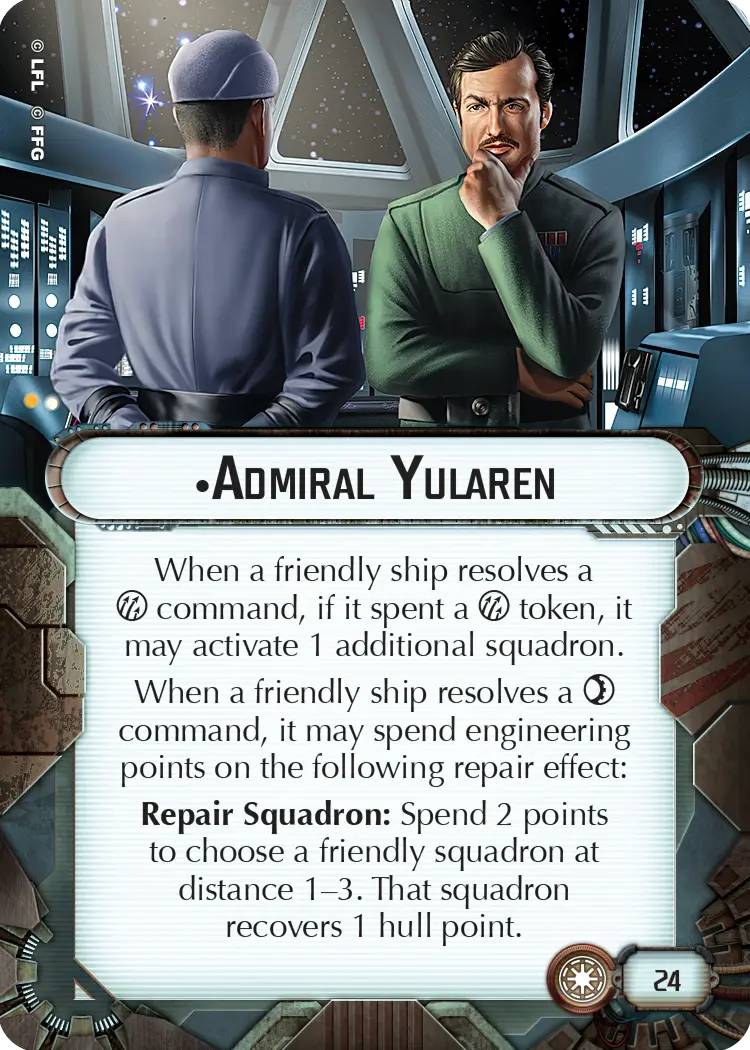 © LFL © FFG
•Admiral Yularen
When a friendly ship resolves a
command, if it spent a token, it
may activate 1 additional squadron.
When a friendly ship resolves a
command, it may spend engineering
points on the following repair effect:
Repair Squadron: Spend 2 points
to choose a friendly squadron at
distance 1–3. That squadron
recovers 1 hull point.
24